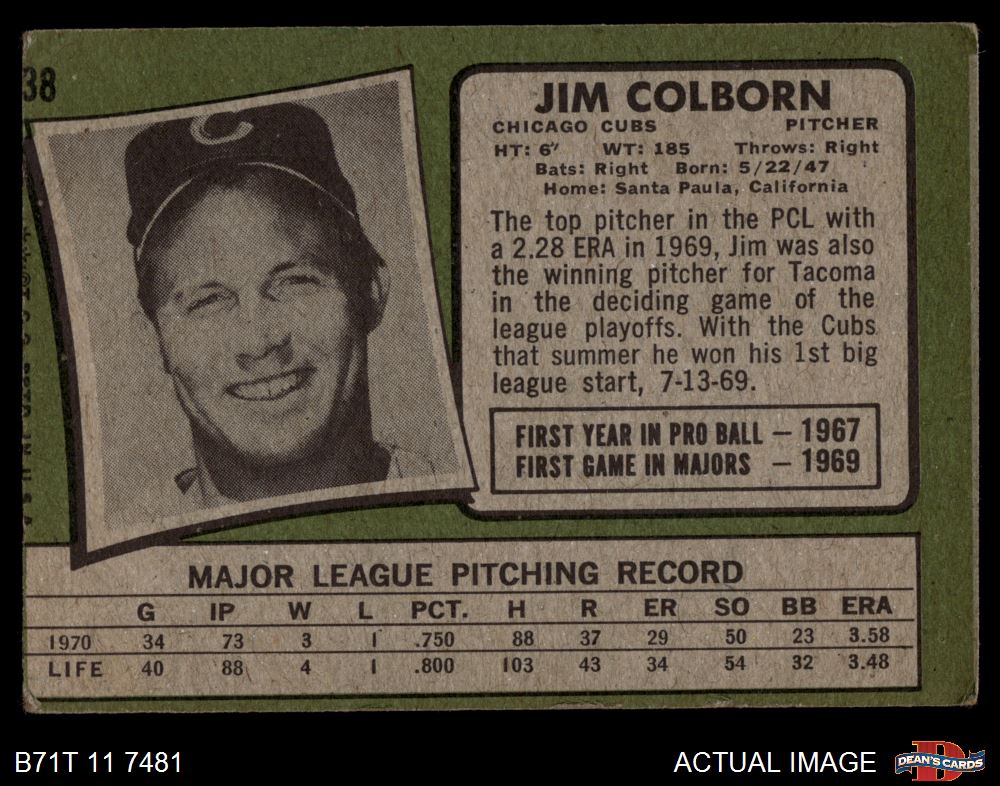 38
C
JIM COLBORN
CHICAGO CUBS PITCHER
HT: 6" WT: 185 Throws: Right
Bats: Right Born: 5/22/47
Home: Santa Paula, California
The top pitcher in the PCL with
a 2.28 ERA in 1969, Jim was also
the winning pitcher for Tacoma
in the deciding game of the
league playoffs. With the Cubs
that summer he won his 1st big
league start, 7-13-69.
FIRST YEAR IN PRO BALL — 1967
FIRST GAME IN MAJORS — 1969
MAJOR LEAGUE PITCHING RECORD
G IP W L PCT. H R ER SO BB ERA
1970 34 73 3 1 .750 88 37 29 50 23 3.58
LIFE 40 88 4 1 .800 103 43 34 54 32 3.48
B71T 11 7481
ACTUAL IMAGE
D
DEAN'S CARDS